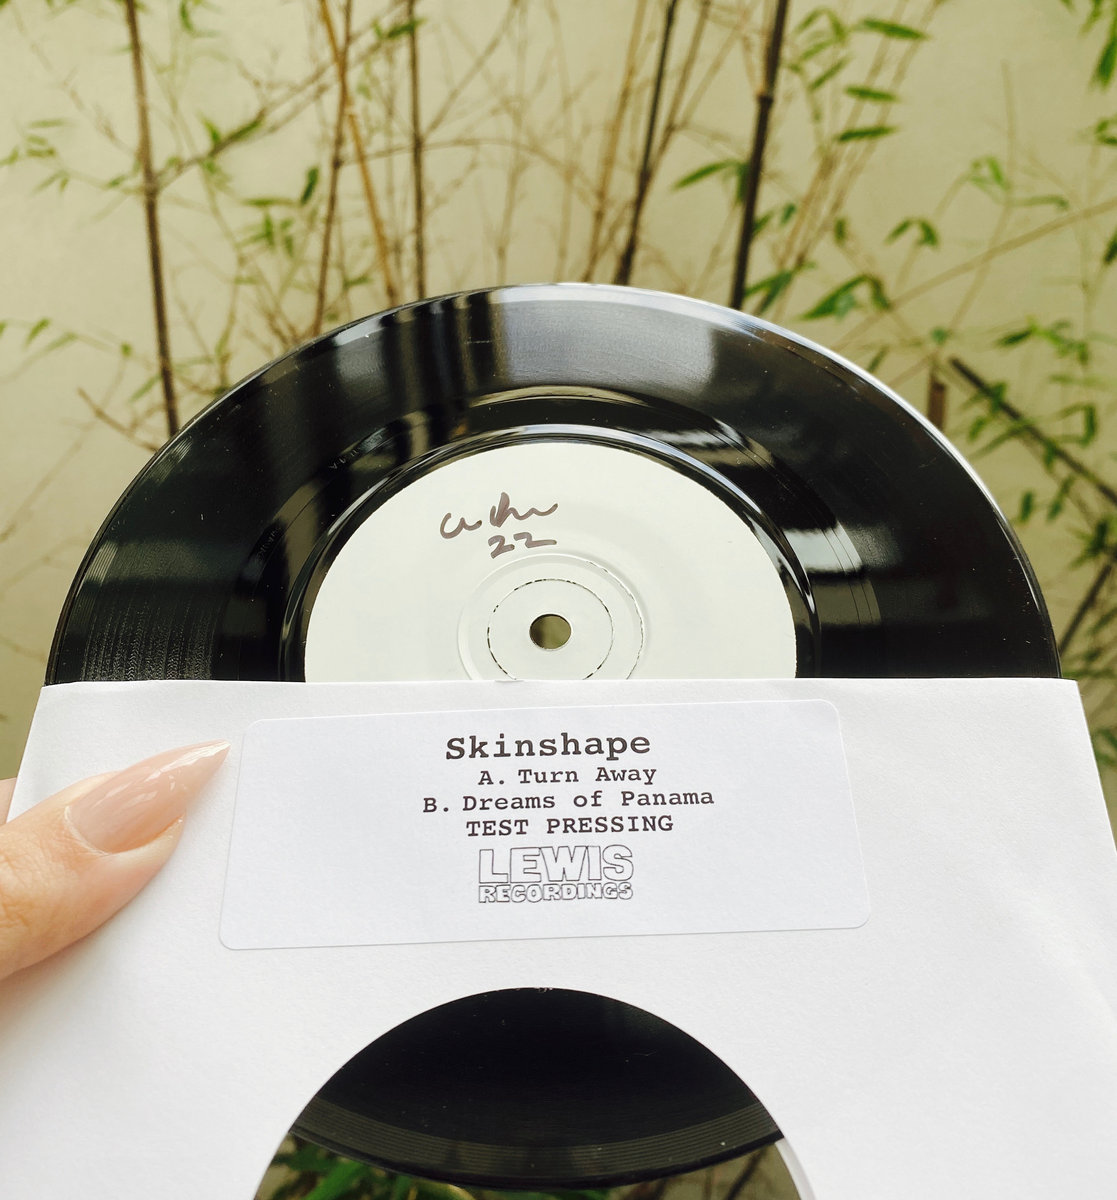 22
Skinshape
A. Turn Away
B. Dreams of Panama
TEST PRESSING
LEWIS
RECORDINGS